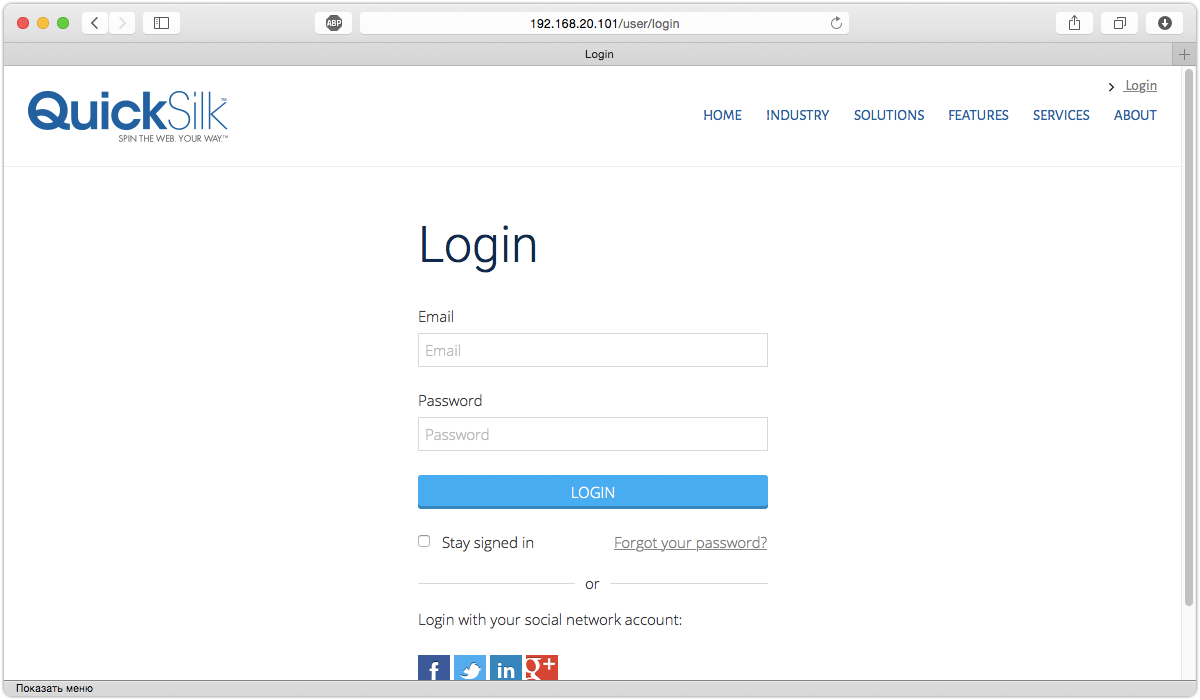 ABP
192.168.20.101/user/login
Login
QuickSilk™
SPIN THE WEB. YOUR WAY.™
Login
HOME INDUSTRY SOLUTIONS FEATURES SERVICES ABOUT
Login
Email
Email
Password
Password
LOGIN
Stay signed in Forgot your password?
or
Login with your social network account:
f in g+
Показать меню